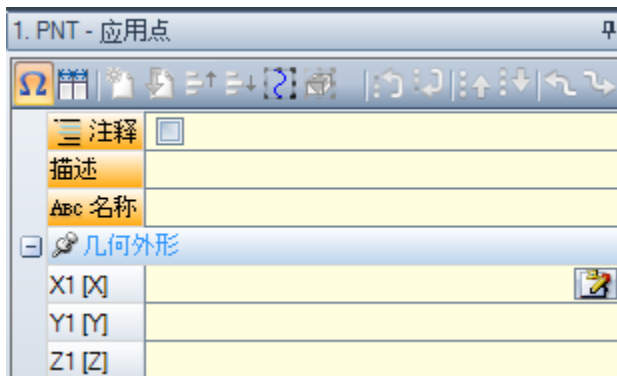 1. PNT - 应用点
Ω
注释
描述
ABC 名称
几何外形
X1 [X]
Y1 [Y]
Z1 [Z]